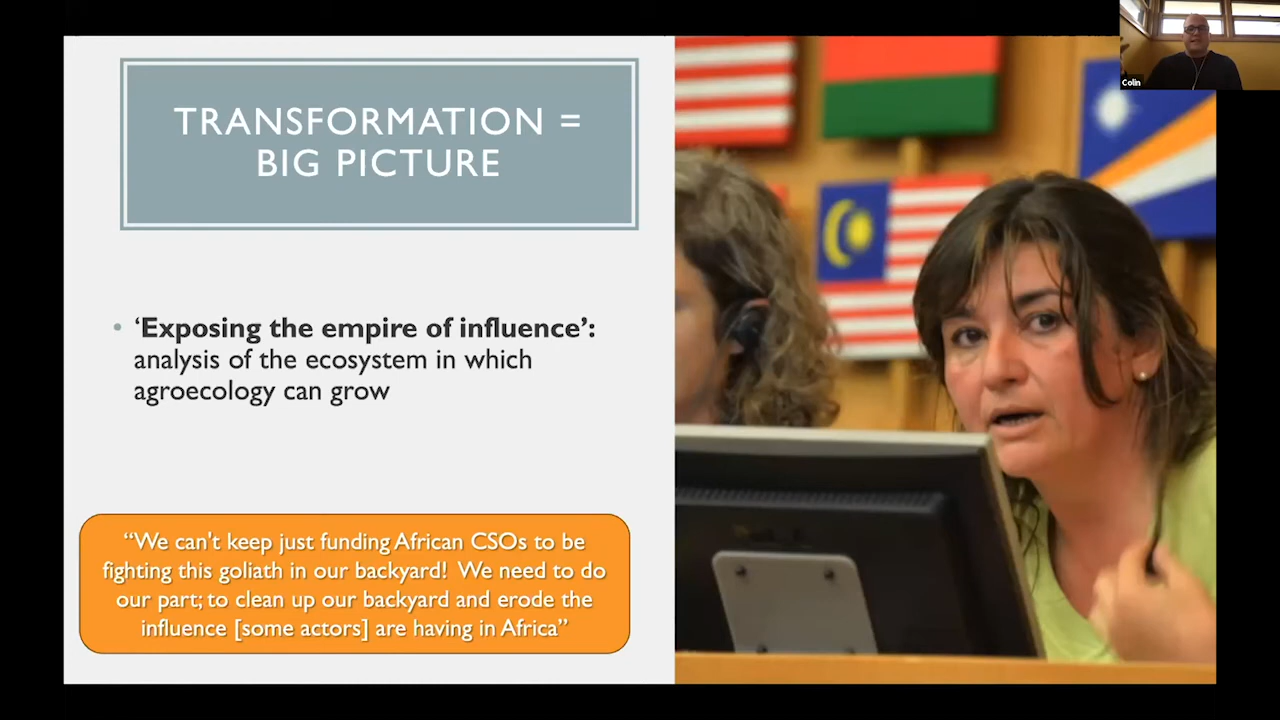 TRANSFORMATION =
BIG PICTURE
• ‘Exposing the empire of influence’:
analysis of the ecosystem in which
agroecology can grow
“We can’t keep just funding African CSOs to be
fighting this goliath in our backyard! We need to do
our part; to clean up our backyard and erode the
influence [some actors] are having in Africa”
Colin